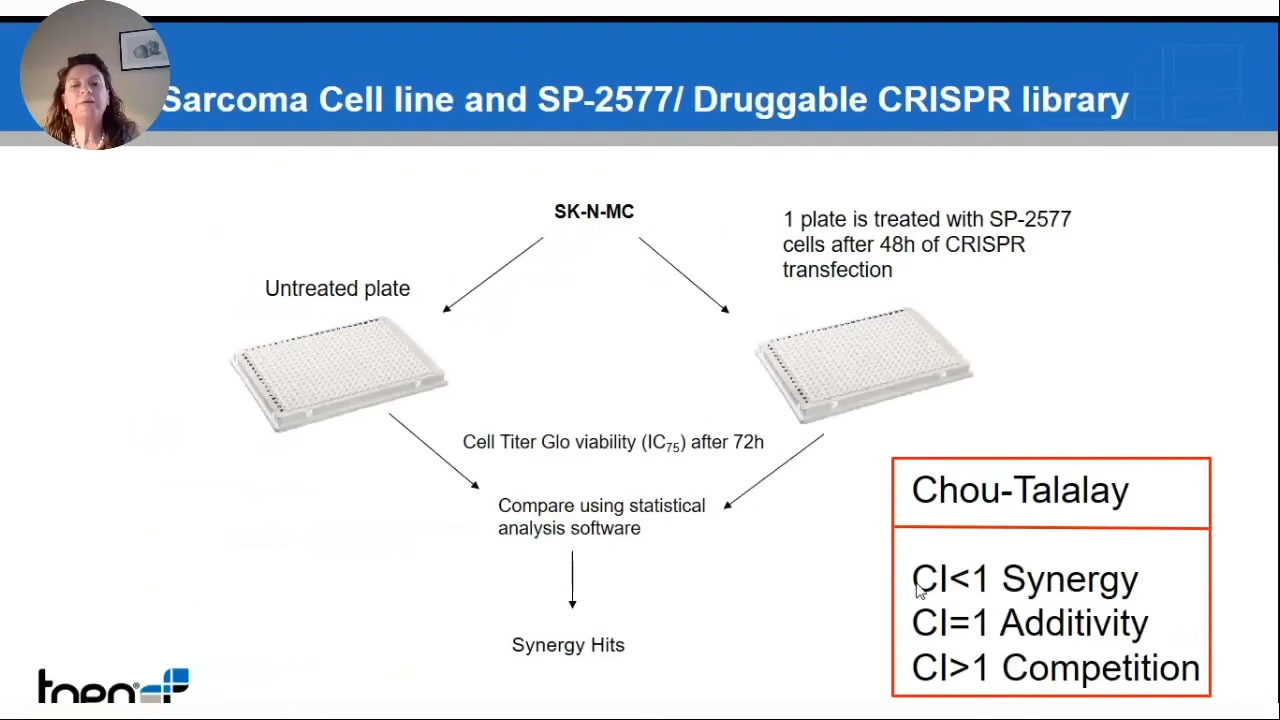 Sarcoma Cell line and SP-2577/ Druggable CRISPR library
SK-N-MC
1 plate is treated with SP-2577
cells after 48h of CRISPR
transfection
Untreated plate
Cell Titer Glo viability (IC75) after 72h
Compare using statistical
analysis software
Synergy Hits
Chou-Talalay
CI<1 Synergy
CI=1 Additivity
CI>1 Competition